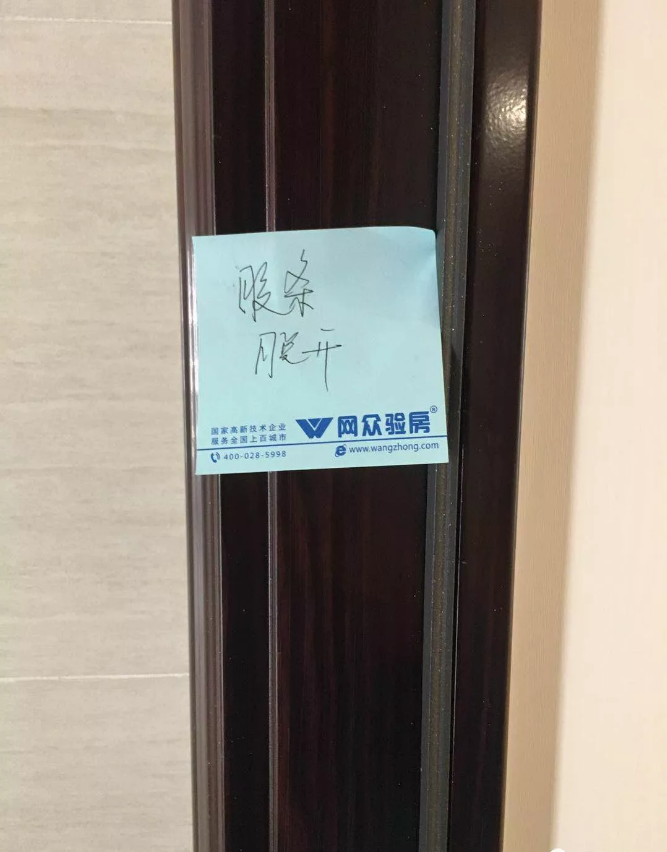 胶条
脱开
国家高新技术企业
服务全国上百城市
网众验房®
400-028-5998
www.wangzhong.com